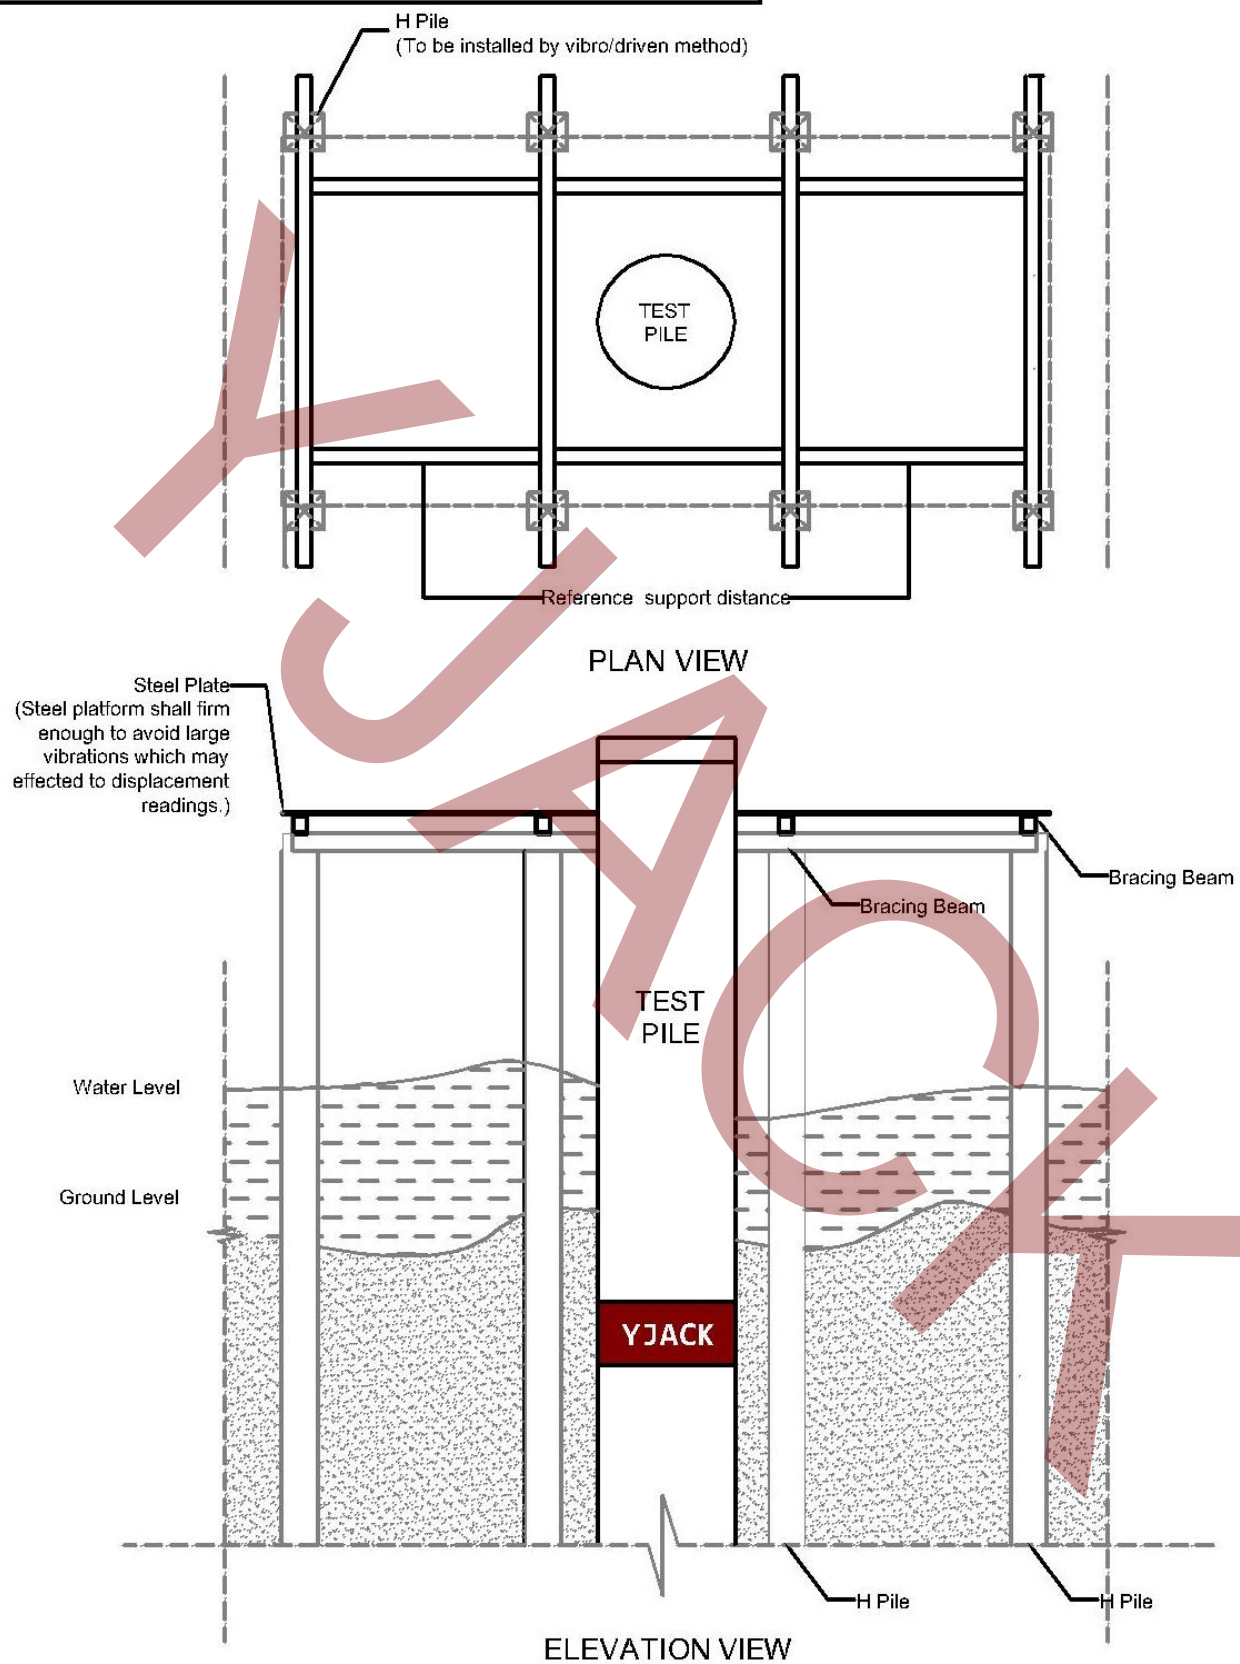 H Pile
(To be installed by vibro/driven method)
TEST
PILE
Reference support distance
PLAN VIEW
Steel Plate
(Steel platform shall firm
enough to avoid large
vibrations which may
effected to displacement
readings.)
Bracing Beam
Bracing Beam
TEST
PILE
Water Level
Ground Level
YJACK
H Pile
H Pile
ELEVATION VIEW
YJACK